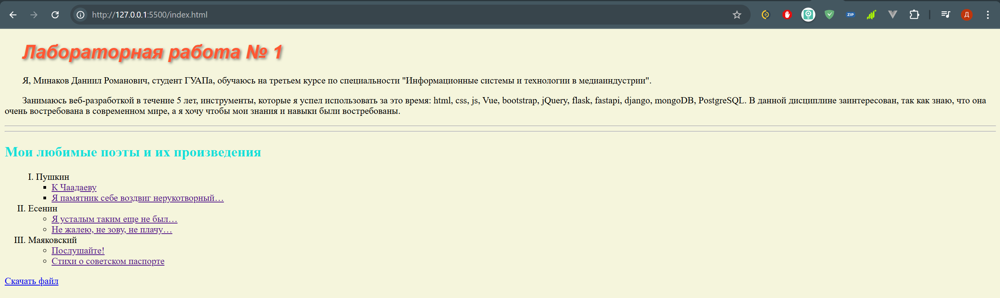 http://127.0.0.1:5500/index.html
ZIP
Д
Лабораторная работа № 1
Я, Минаков Даниил Романович, студент ГУАПа, обучаюсь на третьем курсе по специальности "Информационные системы и технологии в медиаиндустрии".
Занимаюсь веб-разработкой в течение 5 лет, инструменты, которые я успел использовать за это время: html, css, js, Vue, bootstrap, jQuery, flask, fastapi, django, mongoDB, PostgreSQL. В данной дисциплине заинтересован, так как знаю, что она
очень востребована в современном мире, а я хочу чтобы мои знания и навыки были востребованы.
Мои любимые поэты и их произведения
I. Пушкин
К Чаадаеву
Я памятник себе воздвиг нерукотворный…
II. Есенин
Я усталым таким еще не был…
Не жалею, не зову, не плачу…
III. Маяковский
Послушайте!
Стихи о советском паспорте
Скачать файл